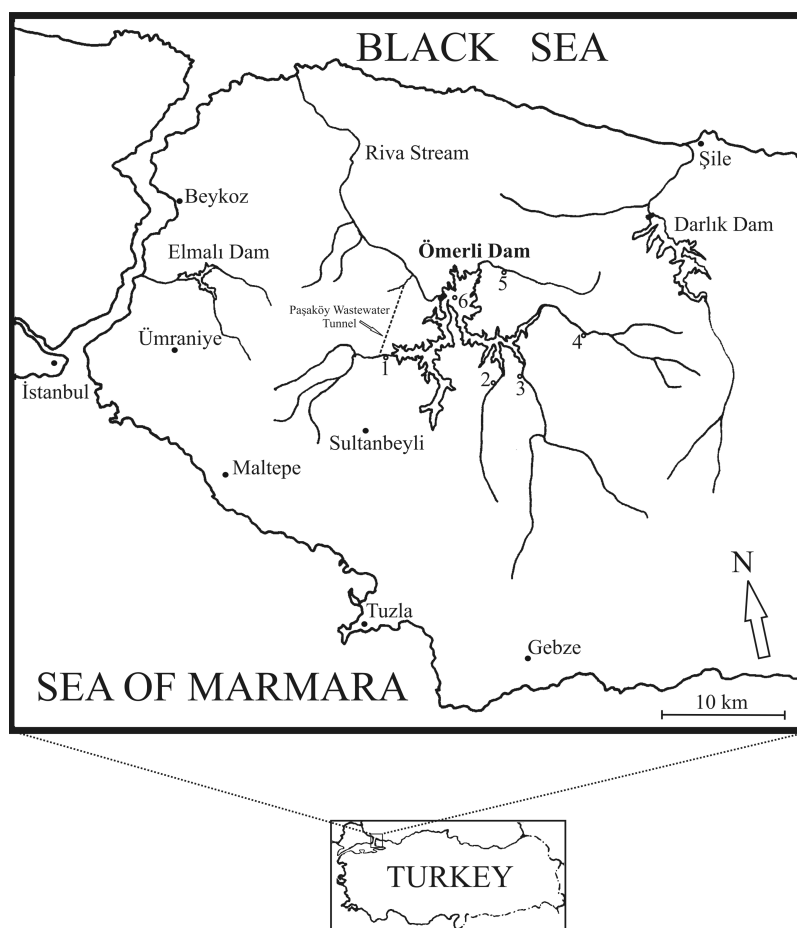 BLACK SEA
Riva Stream
Şile
Beykoz
Darlık Dam
Elmalı Dam
Ömerli Dam
5
6
Paşaköy Wastewater
Tunnel
Ümraniye
4
1
İstanbul
2
3
Sultanbeyli
Maltepe
N
Tuzla
Gebze
SEA OF MARMARA
10 km
TURKEY